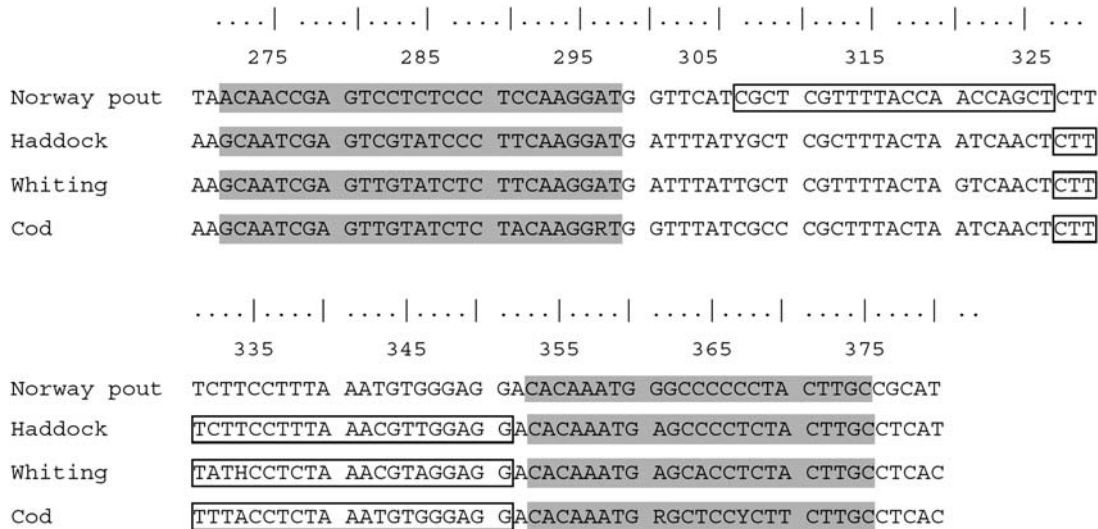 ....|....| ....|....| ....|....| ....|....| ....|....| ....|....| ...
275 285 295 305 315 325
Norway pout TAACAACCGA GTCCTCTCCC TCCAAGGATG GTTCATCGCT CGTTTTACCA ACCAGCTCTT
Haddock AAGCAATCGAG GTCGTATCCC TTCAAGGATG ATTTATYGCT CGCTTTACTA ATCAACTCTT
Whiting AAGCAATCGAG TTGTATCTC TTCAAGGATG ATTTATTGCT CGTTTTACTA GTCAACTCTT
Cod AAGCAATCGA GTTGTATCTC TACAAGGRTG GTTTATCGCC CGCTTTACTA ATCAACTCTT
....|....| ....|....| ....|....| ....|....| ....|....| ..
335 345 355 365 375
Norway pout TCTTCCTTTA AATGTGGGAG GACACAAATG GGCCCCCCTA CTTGCCGCAT
Haddock TCTTCCTTTA AACGTTGGAG GACACAAATG AGCCCCTCTA CTTGCCTCAT
Whiting TATHCCTCTA AACGTAGGAG GACACAAATG AGCACCTCTA CTTGCCTCAC
Cod TTTACCTCTA AATGTGGGAG GACACAAATG RGCTCCYCTT CTTGCCTCAC